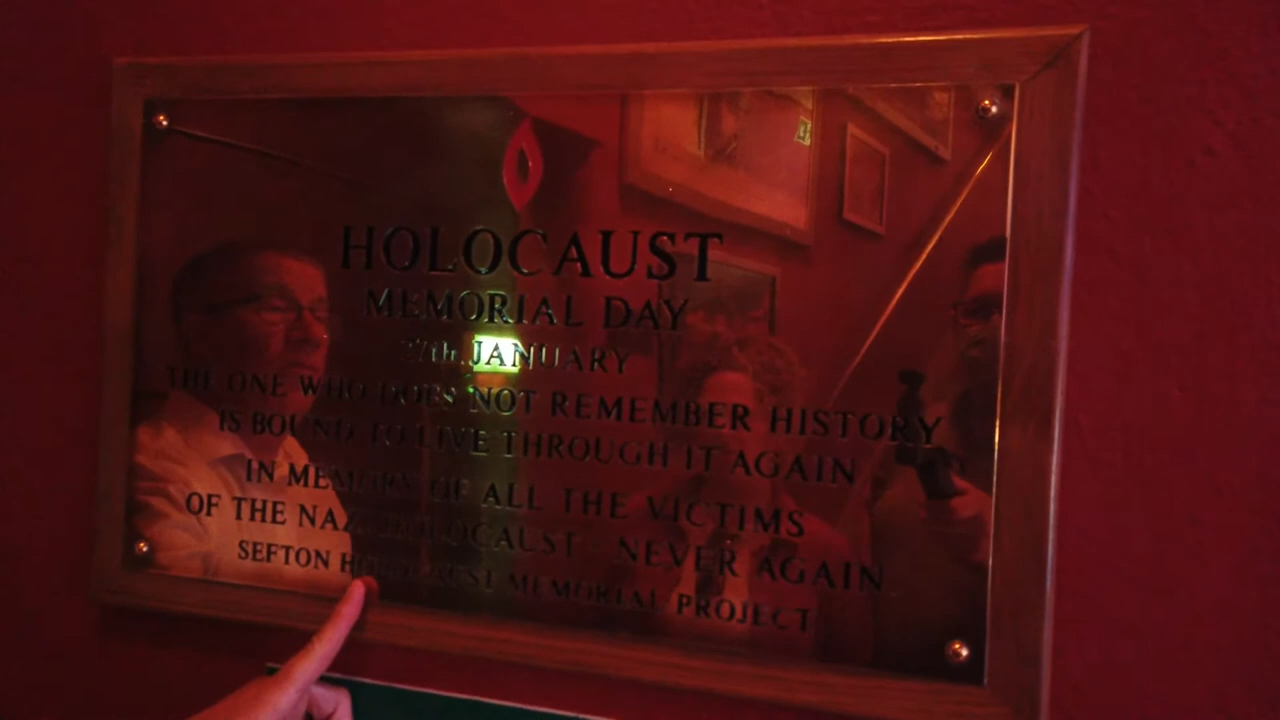 HOLOCAUST
MEMORIAL DAY
27th JANUARY
THE ONE WHO DOES NOT REMEMBER HISTORY
IS BOUND TO LIVE THROUGH IT AGAIN
IN MEMORY OF ALL THE VICTIMS
OF THE NAZI HOLOCAUST - NEVER AGAIN
SEFTON HOLOCAUST MEMORIAL PROJECT